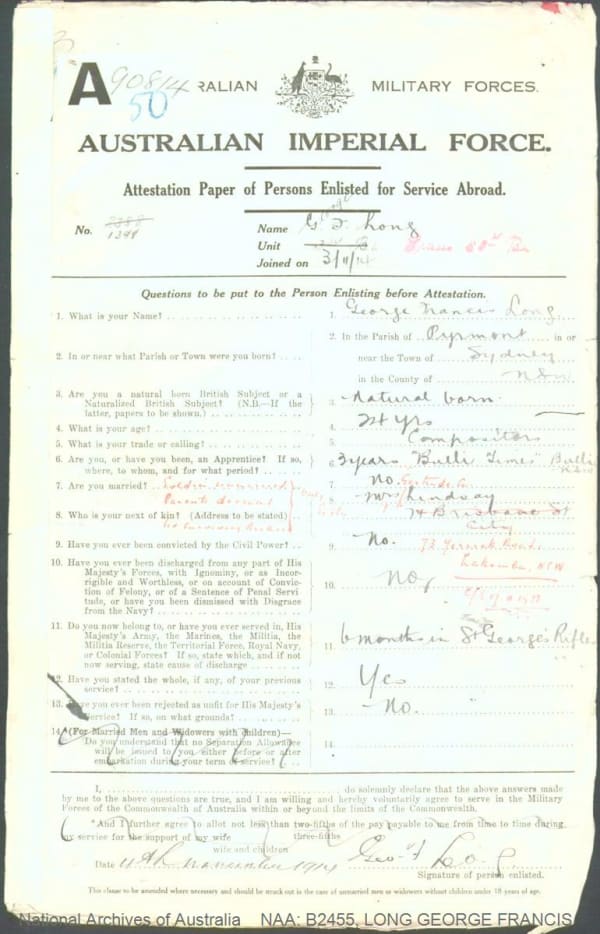 A 90814 RALIAN MILITARY FORCES.
50
AUSTRALIAN IMPERIAL FORCE.
Attestation Paper of Persons Enlisted for Service Abroad.
No. 1394
Name G F Long
George
Unit
Joined on 3/11/14
Questions to be put to the Person Enlisting before Attestation.
1. What is your Name? 1. George Francis Long
2. In or near what Parish or Town were you born? 2. In the Parish of Pyrmont in or
near the Town of Sydney
in the County of NSW
3. Are you a natural born British Subject or a
Naturalized British Subject? (N.B.—If the
latter, papers to be shown.) 3. Natural born
4. What is your age? 4. 24 yrs
5. What is your trade or calling? 5. Compositor
6. Are you, or have you been, an Apprentice? If so,
where, to whom, and for what period? 6. 3 years "Bulli Times" Bulli
NSW
7. Are you married? 7. No.
Soldier unmarried
Parents deceased
8. Who is your next of kin? (Address to be stated) 8. Mrs Lindsay
74 Brisbane St
City
9. Have you ever been convicted by the Civil Power? 9. No.
Lakemba, NSW
10. Have you ever been discharged from any part of His
Majesty's Forces, with Ignominy, or as Incor-
rigible and Worthless, or on account of Convic-
tion of Felony, or of a Sentence of Penal Servi-
tude, or have you been dismissed with Disgrace
from the Navy? 10. No,
11. Do you now belong to, or have you ever served in, His
Majesty's Army, the Marines, the Militia, the
Militia Reserve, the Territorial Force, Royal Navy,
or Colonial Forces? If so, state which, and if not
now serving, state cause of discharge 11. 6 months in St George's Rifles
12. Have you stated the whole, if any, of your previous
service? 12. Yes
13. Have you ever been rejected as unfit for His Majesty's
Service? If so, on what grounds? 13. No.
14. (For Married Men and Widowers with children)—
Do you understand that no Separation Allowance
will be issued to you either before or after
embarkation during your term of service? 14.
I, do solemnly declare that the above answers made
by me to the above questions are true, and I am willing and hereby voluntarily agree to serve in the Military
Forces of the Commonwealth of Australia within or beyond the limits of the Commonwealth.
*And I further agree to allot not less than two-fifths of the pay payable to me from time to time during
three-fifths
my service for the support of my wife
wife and children
Date 11th November 1914 Geo. F Long
Signature of person enlisted.
This clause to be amended where necessary and should be struck out in the case of unmarried men or widowers without children under 18 years of age.
National Archives of Australia NAA: B2455, LONG GEORGE FRANCIS